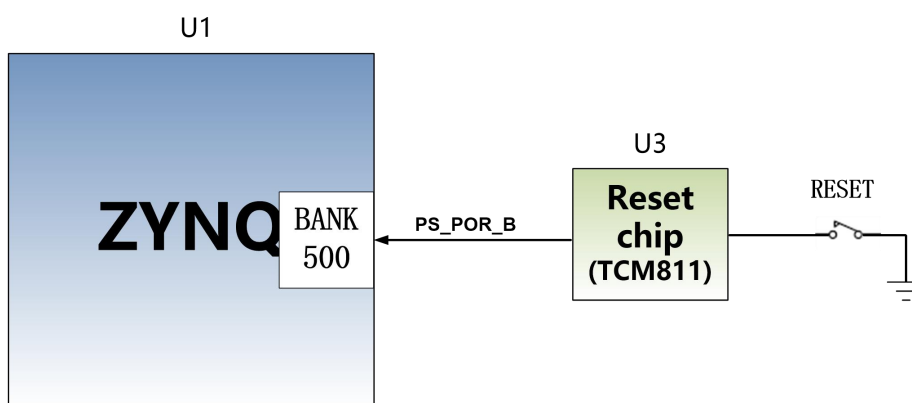 U1
ZYNQ
BANK
500
PS_POR_B
U3
Reset
chip
(TCM811)
RESET